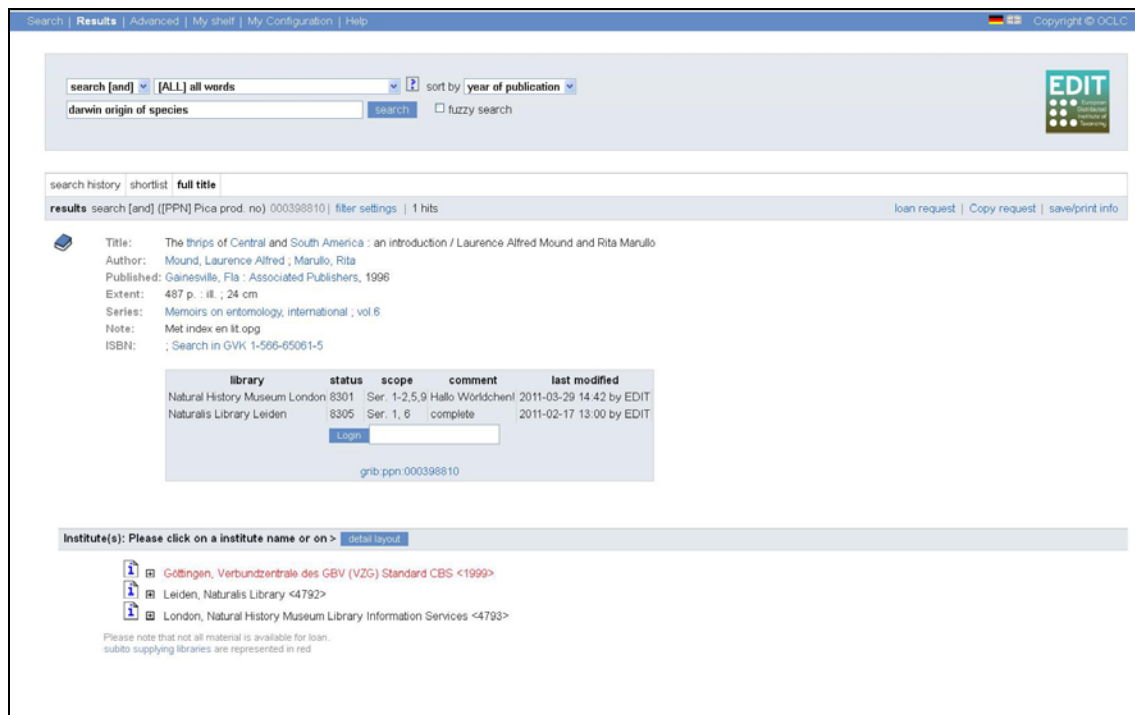 Search | Results | Advanced | My shelf | My Configuration | Help Copyright © OCLC
search [and] [ALL] all words ? sort by year of publication
darwin origin of species search fuzzy search
EDIT
European
Distributed
Institute of
Taxonomy
search history shortlist full title
results search [and] ([PPN] Pica prod. no) 000398810 | filter settings | 1 hits loan request | Copy request | save/print info
Title: The thrips of Central and South America : an introduction / Laurence Alfred Mound and Rita Marullo
Author: Mound, Laurence Alfred ; Marullo, Rita
Published: Gainesville, Fla : Associated Publishers, 1996
Extent: 487 p. : ill. ; 24 cm
Series: Memoirs on entomology, international ; vol.6
Note: Met index en lit.opg
ISBN: ; Search in GVK 1-566-65061-5
library status scope comment last modified
Natural History Museum London 8301 Ser. 1-2,5,9 Hallo Wörldchen! 2011-03-29 14:42 by EDIT
Naturalis Library Leiden 8305 Ser. 1, 6 complete 2011-02-17 13:00 by EDIT
Login
grib:ppn:000398810
Institute(s): Please click on a institute name or on > detail layout
Göttingen, Verbundzentrale des GBV (VZG) Standard CBS <1999>
Leiden, Naturalis Library <4792>
London, Natural History Museum Library Information Services <4793>
Please note that not all material is available for loan.
subito supplying libraries are represented in red